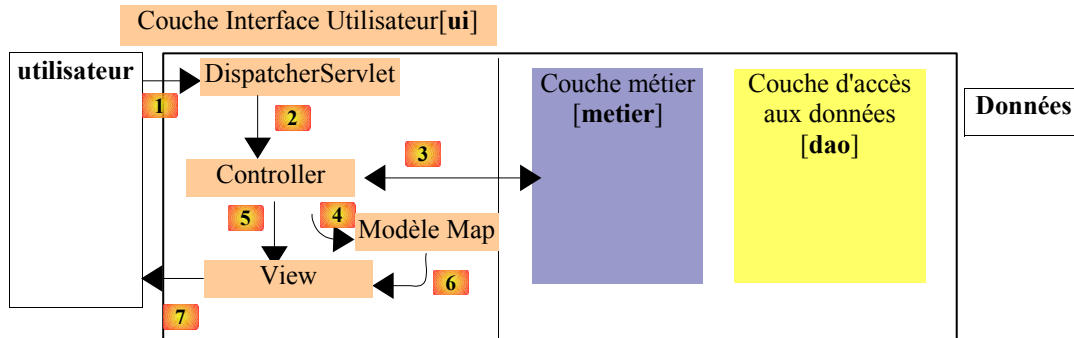 Couche Interface Utilisateur[ui]
utilisateur
DispatcherServlet
Couche métier
[metier]
Couche d'accès
aux données
[dao]
Données
1
2
3
Controller
5
4
Modèle Map
View
6
7